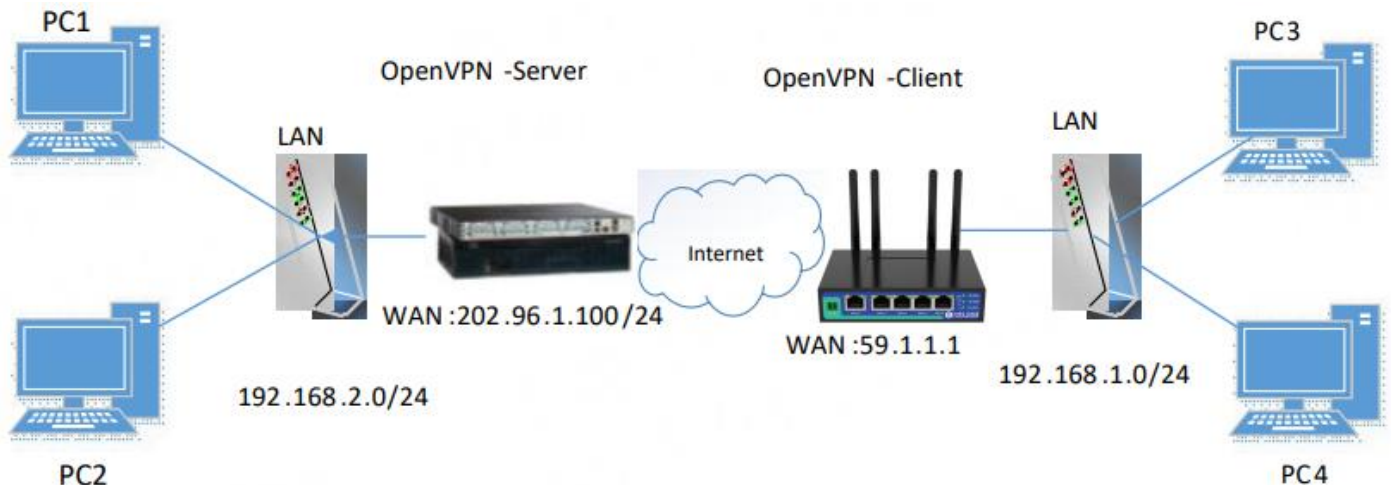 PC1
PC3
OpenVPN -Server
OpenVPN -Client
LAN
LAN
Internet
WAN :202.96.1.100/24
WAN :59.1.1.1
192.168.2.0/24
192.168.1.0/24
PC2
PC4